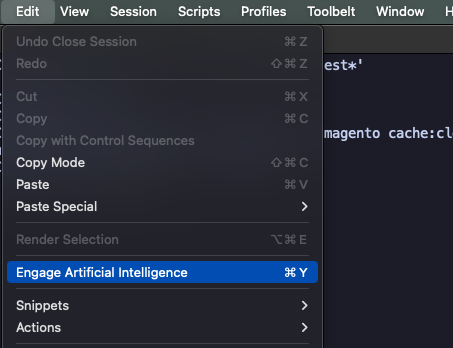 Edit View Session Scripts Profiles Toolbelt Window H
Undo Close Session ⌘ Z
Redo ⇧ ⌘ Z
est*'
Cut ⌘ X
Copy ⌘ C
Copy with Control Sequences
magento cache:cl
Copy Mode ⇧ ⌘ C
Paste ⌘ V
Paste Special >
Render Selection ⌥ ⌘ E
Engage Artificial Intelligence ⌘ Y
Snippets >
Actions >